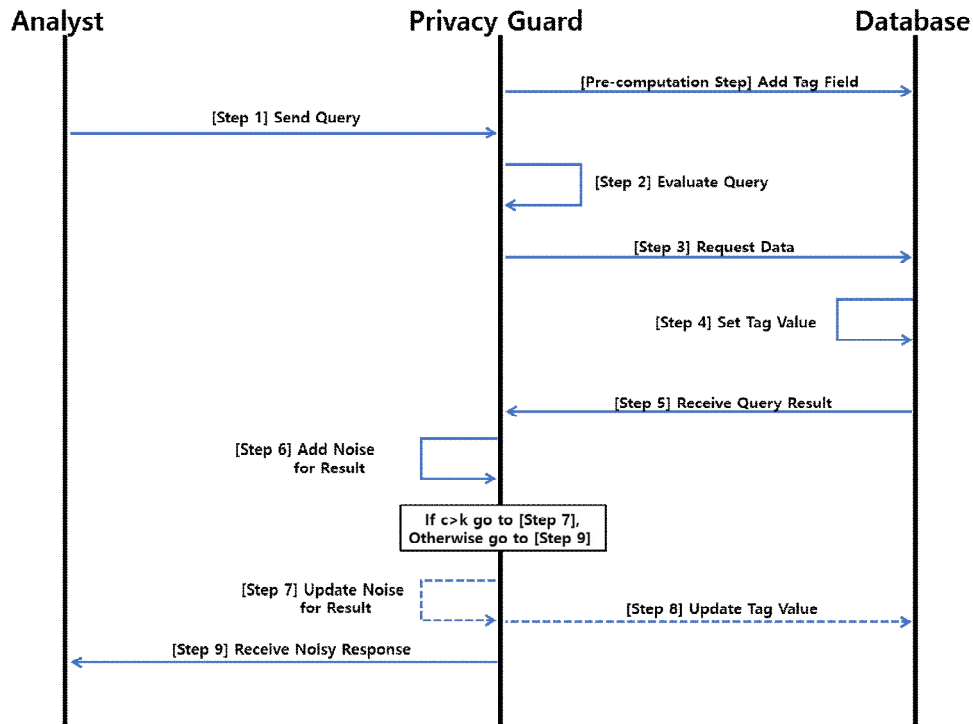 Analyst
Privacy Guard
Database
[Pre-computation Step] Add Tag Field
[Step 1] Send Query
[Step 2] Evaluate Query
[Step 3] Request Data
[Step 4] Set Tag Value
[Step 5] Receive Query Result
[Step 6] Add Noise
for Result
If c>k go to [Step 7],
Otherwise go to [Step 9]
[Step 7] Update Noise
for Result
[Step 8] Update Tag Value
[Step 9] Receive Noisy Response